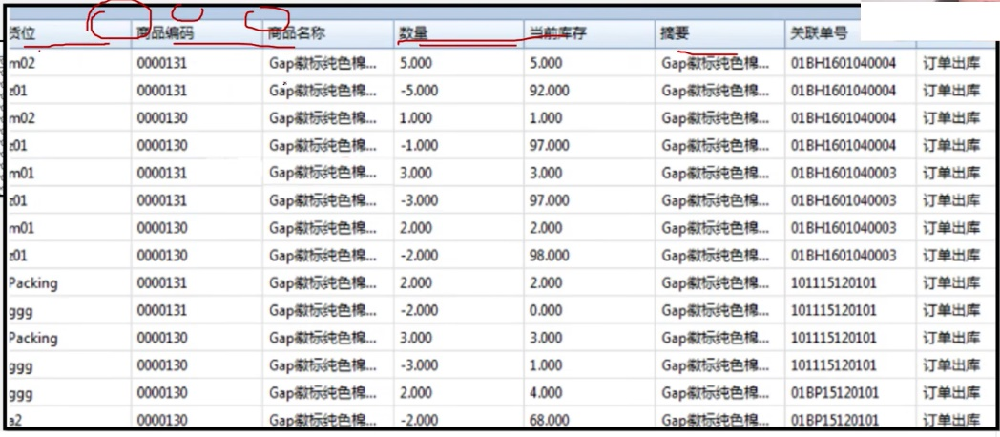 货位 商品编码 商品名称 数量 当前库存 摘要 关联单号
m02 0000131 Gap徽标纯色棉... 5.000 5.000 Gap徽标纯色棉... 01BH1601040004 订单出库
z01 0000131 Gap徽标纯色棉... -5.000 92.000 Gap徽标纯色棉... 01BH1601040004 订单出库
m02 0000130 Gap徽标纯色棉... 1.000 1.000 Gap徽标纯色棉... 01BH1601040004 订单出库
z01 0000130 Gap徽标纯色棉... -1.000 97.000 Gap徽标纯色棉... 01BH1601040004 订单出库
m01 0000131 Gap徽标纯色棉... 3.000 3.000 Gap徽标纯色棉... 01BH1601040003 订单出库
z01 0000131 Gap徽标纯色棉... -3.000 97.000 Gap徽标纯色棉... 01BH1601040003 订单出库
m01 0000130 Gap徽标纯色棉... 2.000 2.000 Gap徽标纯色棉... 01BH1601040003 订单出库
z01 0000130 Gap徽标纯色棉... -2.000 98.000 Gap徽标纯色棉... 01BH1601040003 订单出库
Packing 0000131 Gap徽标纯色棉... 2.000 2.000 Gap徽标纯色棉... 101115120101 订单出库
ggg 0000131 Gap徽标纯色棉... -2.000 0.000 Gap徽标纯色棉... 101115120101 订单出库
Packing 0000130 Gap徽标纯色棉... 3.000 3.000 Gap徽标纯色棉... 101115120101 订单出库
ggg 0000130 Gap徽标纯色棉... -3.000 1.000 Gap徽标纯色棉... 101115120101 订单出库
ggg 0000130 Gap徽标纯色棉... 2.000 4.000 Gap徽标纯色棉... 01BP15120101 订单出库
a2 0000130 Gap徽标纯色棉... -2.000 68.000 Gap徽标纯色棉... 01BP15120101 订单出库